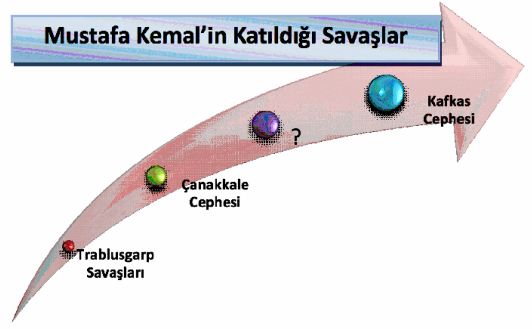 Mustafa Kemal’in Katıldığı Savaşlar
Kafkas
Cephesi
?
Çanakkale
Cephesi
Trablusgarp
Savaşları